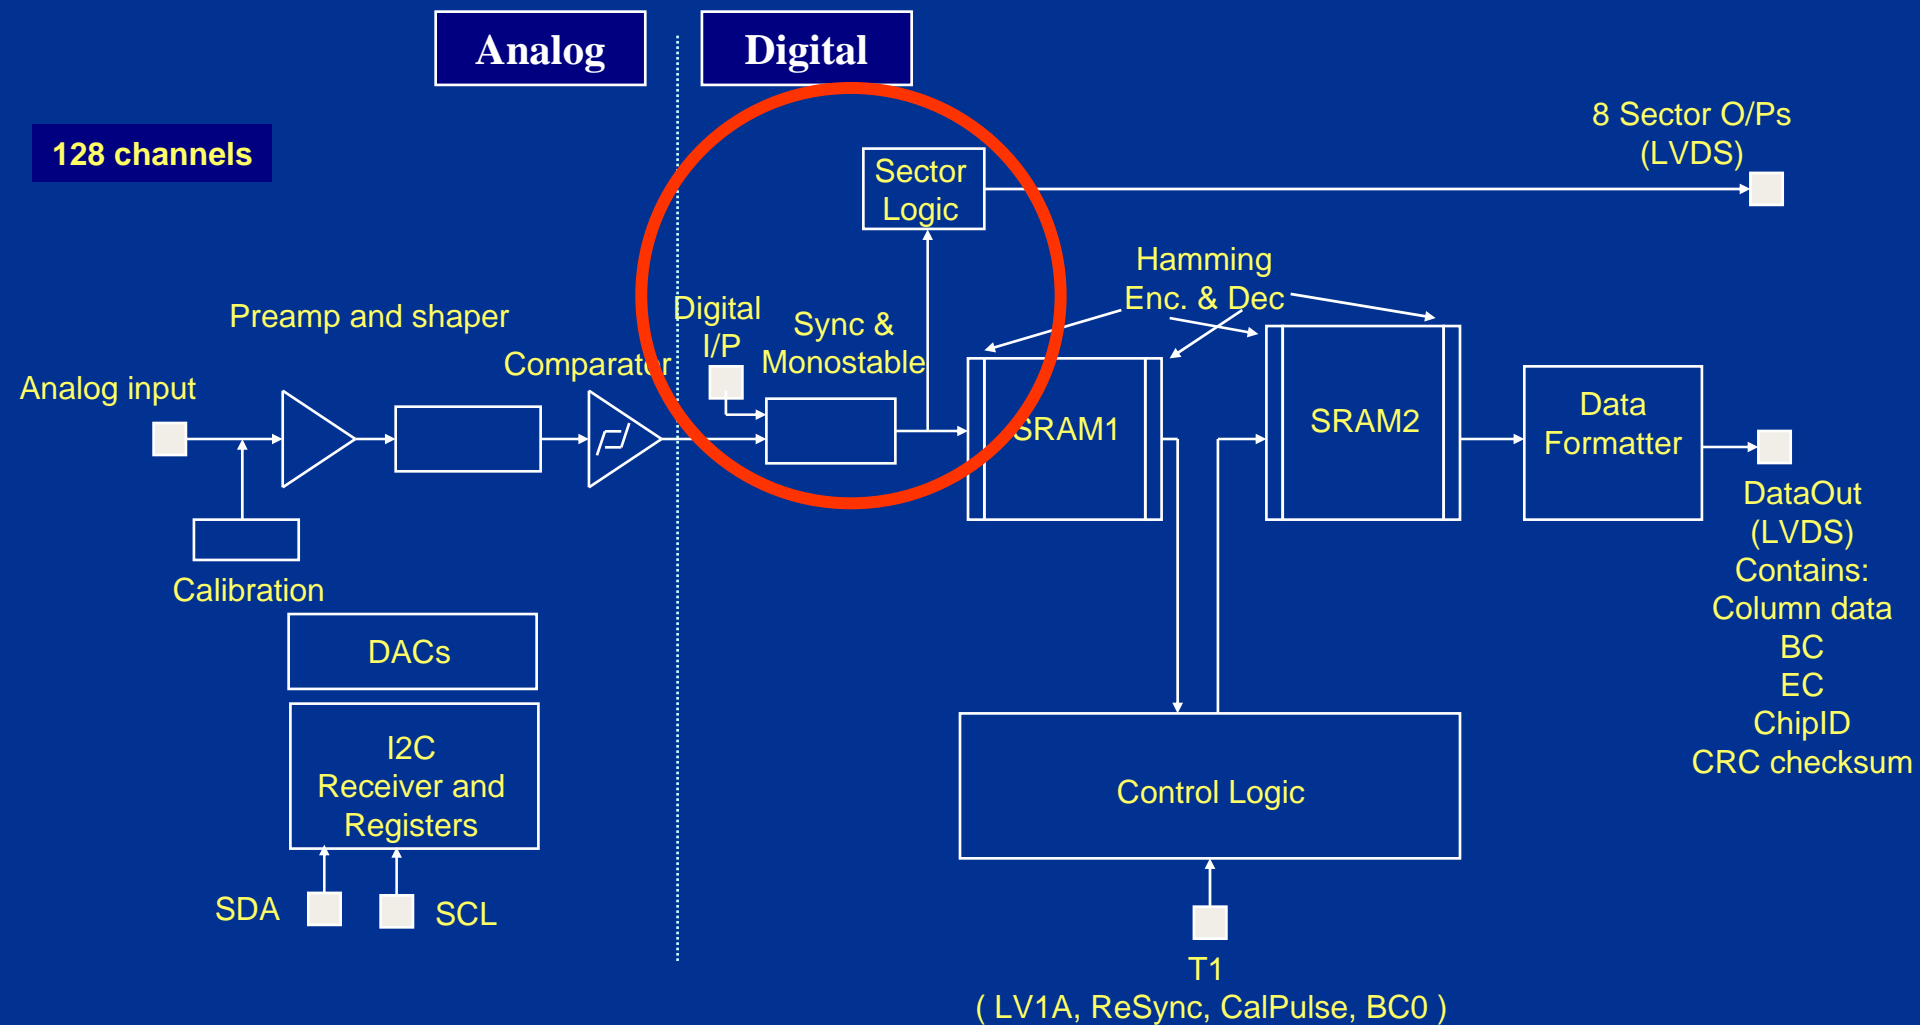 Analog
Digital
128 channels
8 Sector O/Ps
(LVDS)
Sector
Logic
Hamming
Enc. & Dec
Preamp and shaper
Digital
I/P
Sync &
Monostable
Comparator
Analog input
SRAM1
SRAM2
Data
Formatter
DataOut
(LVDS)
Contains:
Column data
BC
EC
ChipID
CRC checksum
Calibration
DACs
I2C
Receiver and
Registers
Control Logic
SDA
SCL
T1
( LV1A, ReSync, CalPulse, BC0 )